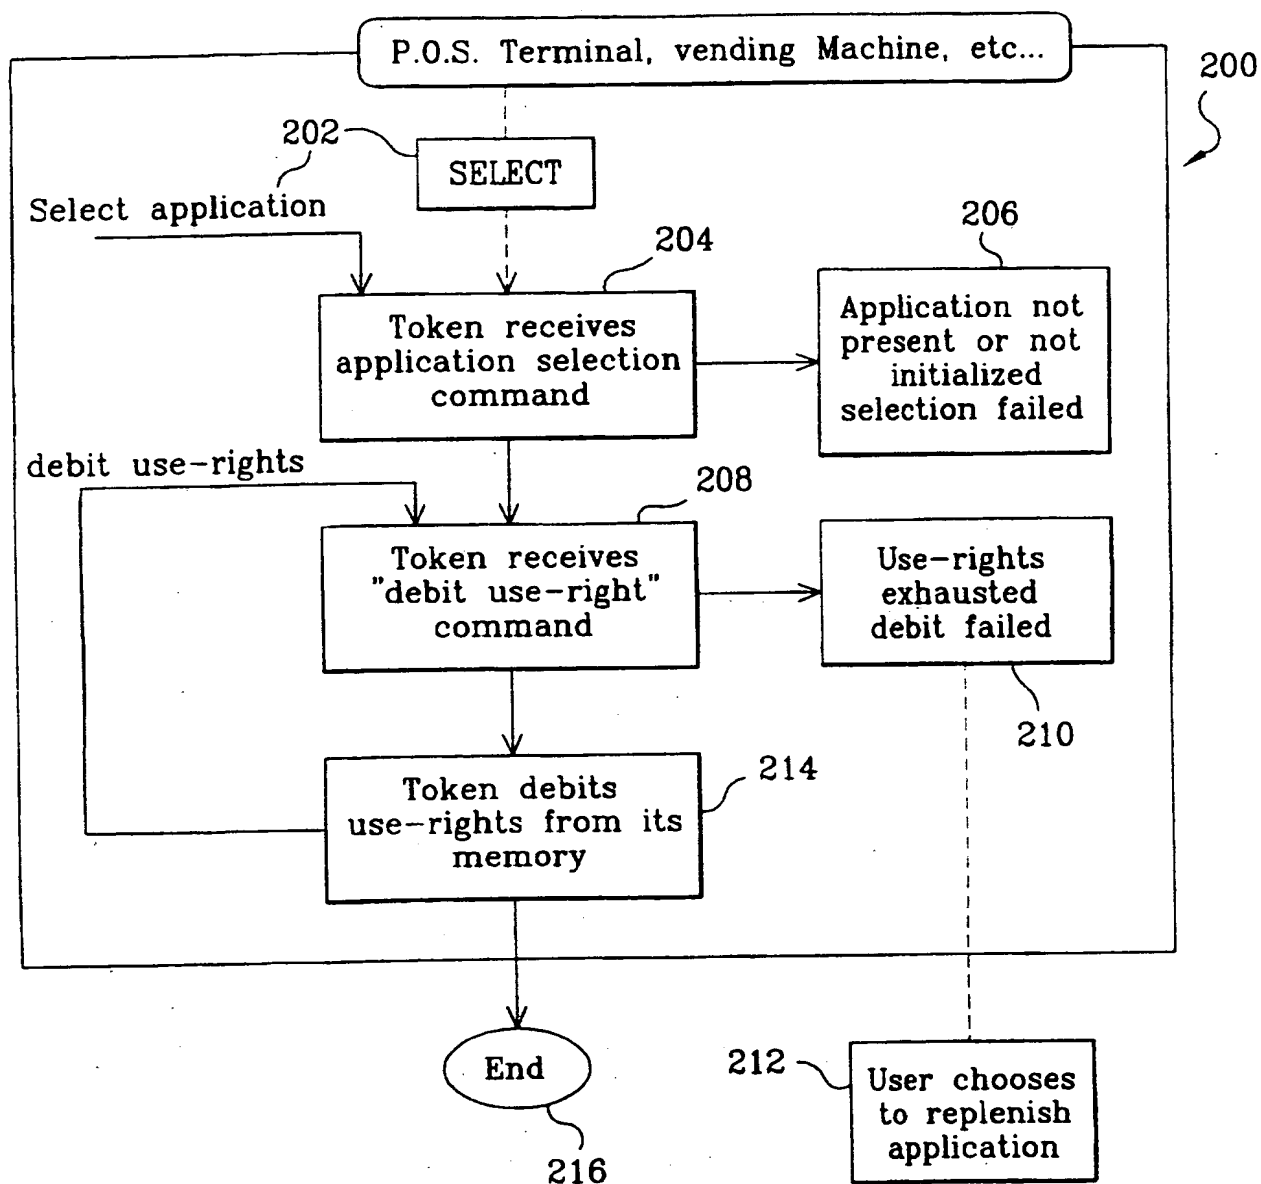 P.O.S. Terminal, vending Machine, etc...
200
202
SELECT
Select application
204
206
Token receives
application selection
command
Application not
present or not
initialized
selection failed
debit use-rights
208
Token receives
"debit use-right"
command
Use-rights
exhausted
debit failed
210
214
Token debits
use-rights from its
memory
End
216
212
User chooses
to replenish
application